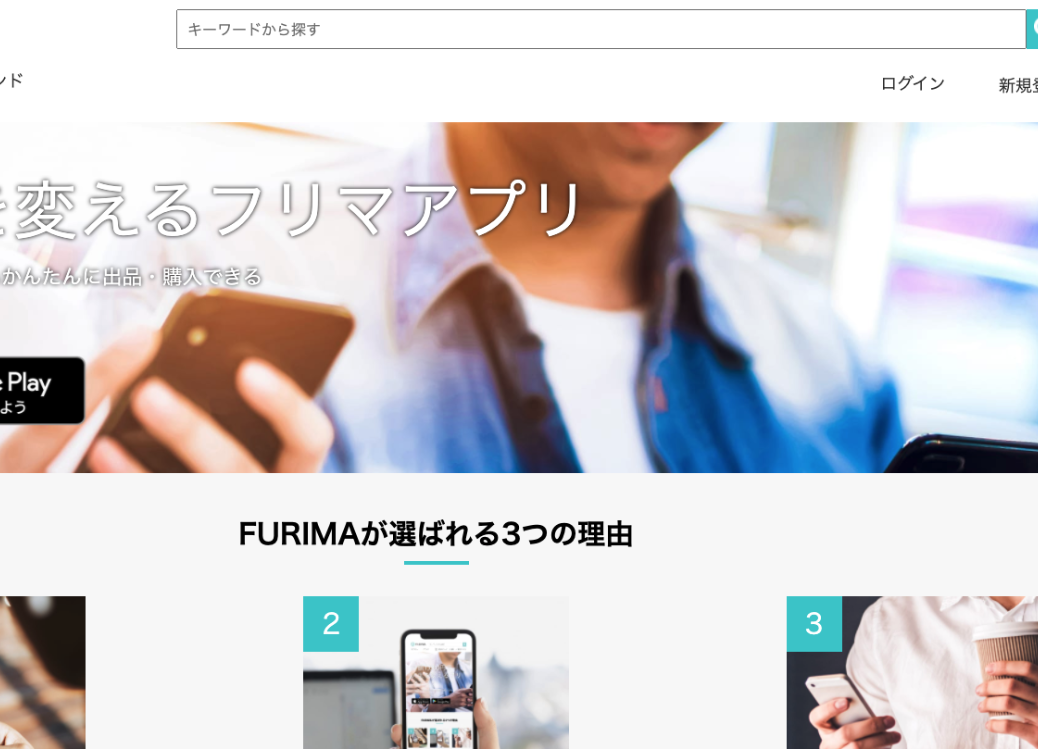 キーワードから探す
ンド
ログイン
新規登
を変えるフリマアプリ
かんたんに出品・購入できる
Play
よう
FURIMAが選ばれる3つの理由
2
3